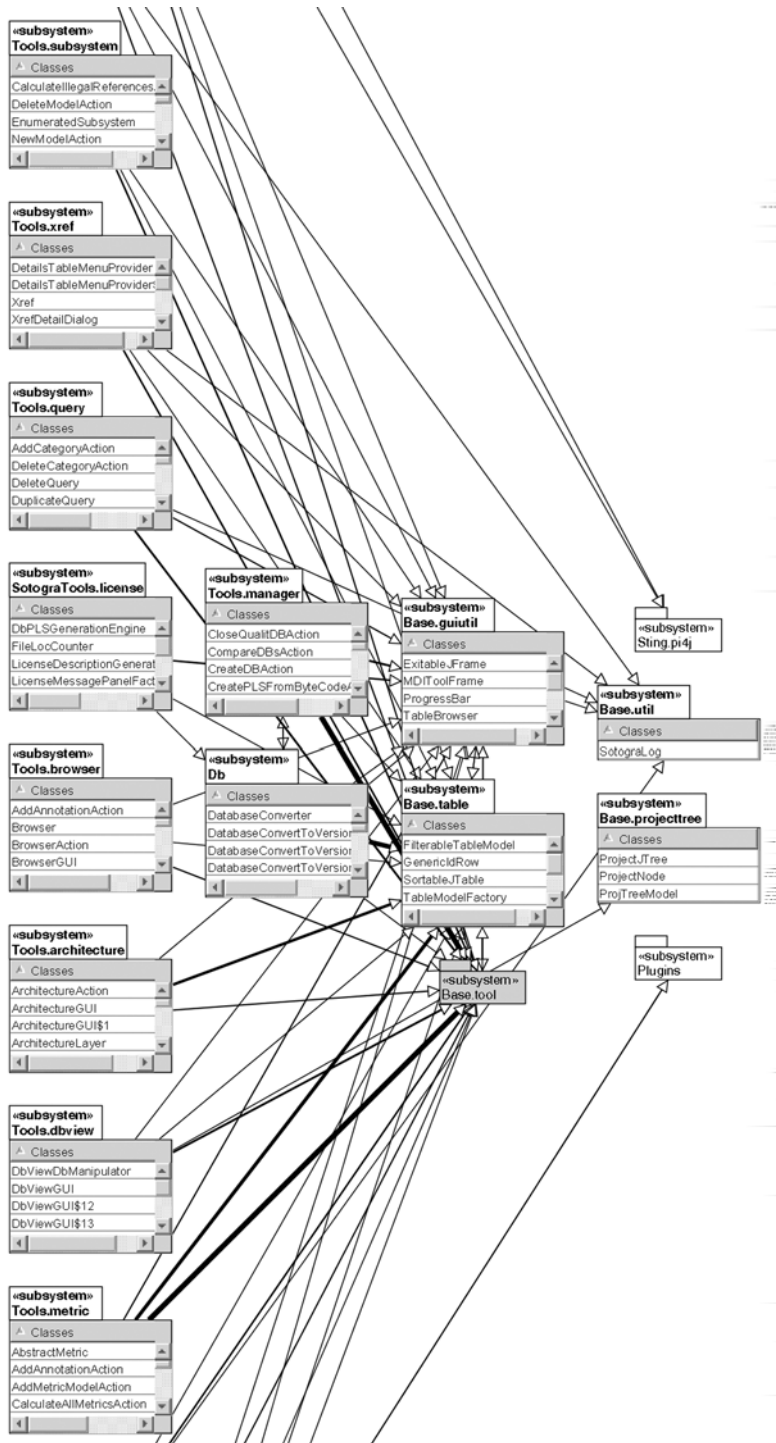 «subsystem»
Tools.subsystem
Classes
CalculateIllegalReferences.
DeleteModelAction
EnumeratedSubsystem
NewModelAction
«subsystem»
Tools.xref
Classes
DetailsTableMenuProvider
DetailsTableMenuProviderS
Xref
XrefDetailDialog
«subsystem»
Tools.query
Classes
AddCategoryAction
DeleteCategoryAction
DeleteQuery
DuplicateQuery
«subsystem»
SotograTools.license
Classes
DbPLSGenerationEngine
FileLocCounter
LicenseDescriptionGenerat
LicenseMessagePanelFact
«subsystem»
Tools.browser
Classes
AddAnnotationAction
Browser
BrowserAction
BrowserGUI
«subsystem»
Tools.architecture
Classes
ArchitectureAction
ArchitectureGUI
ArchitectureGUI$1
ArchitectureLayer
«subsystem»
Tools.dbview
Classes
DbViewDbManipulator
DbViewGUI
DbViewGUI$12
DbViewGUI$13
«subsystem»
Tools.metric
Classes
AbstractMetric
AddAnnotationAction
AddMetricModelAction
CalculateAllMetricsAction
«subsystem»
Tools.manager
Classes
CloseQualitDBAction
CompareDBsAction
CreateDBAction
CreatePLSFromByteCodeA
«subsystem»
Db
Classes
DatabaseConverter
DatabaseConvertToVersion
DatabaseConvertToVersion
DatabaseConvertToVersion
«subsystem»
Base.guiutil
Classes
ExitableJFrame
MDIToolFrame
ProgressBar
TableBrowser
«subsystem»
Base.table
Classes
FilterableTableModel
GenericIdRow
SortableJTable
TableModelFactory
«subsystem»
Base.tool
«subsystem»
Sting.pi4j
«subsystem»
Base.util
Classes
SotograLog
«subsystem»
Base.projecttree
Classes
ProjectJTree
ProjectNode
ProjTreeModel
«subsystem»
Plugins